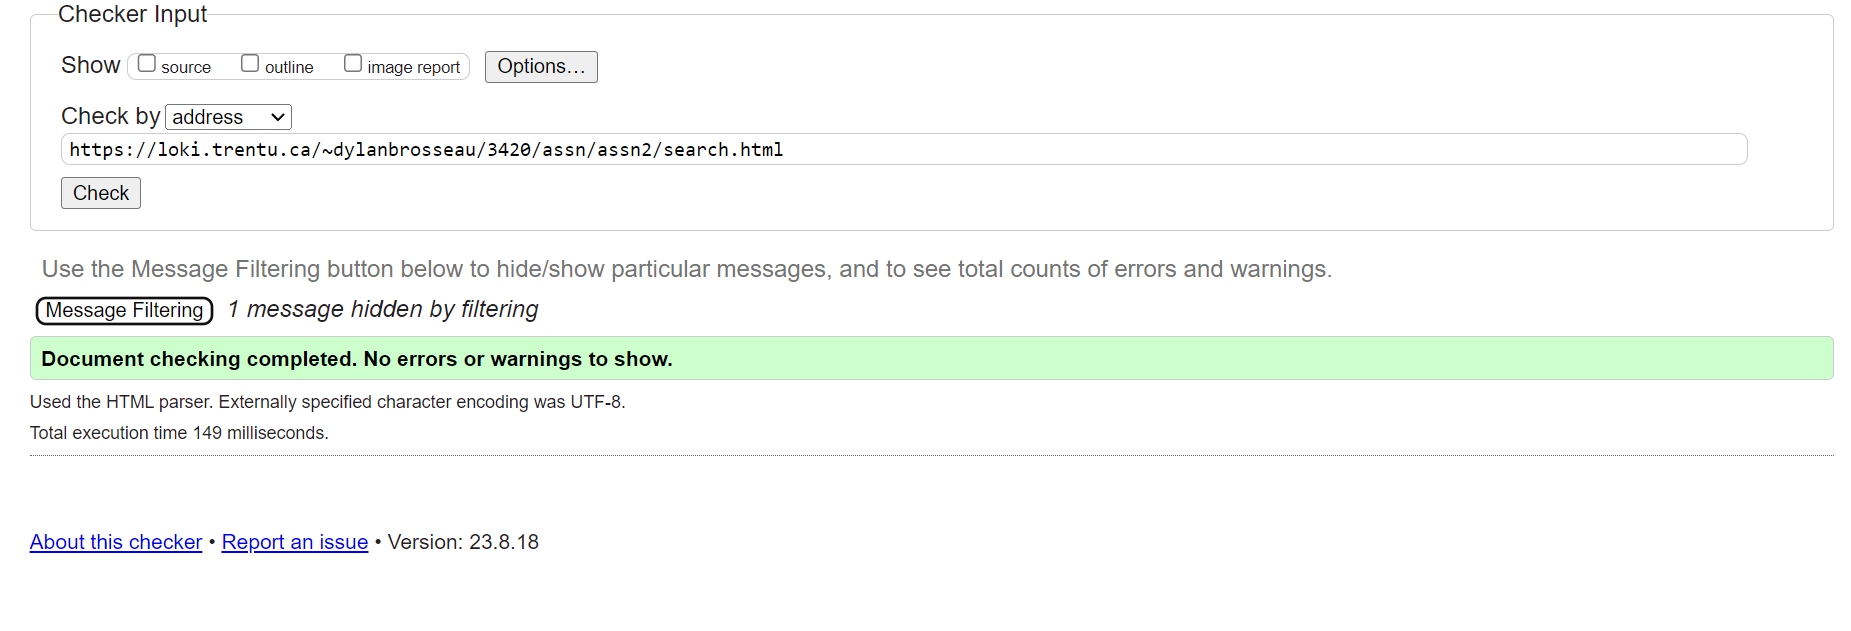 Checker Input
Show source outline image report Options...
Check by address
https://loki.trentu.ca/~dylanbrosseau/3420/assn/assn2/search.html
Check
Use the Message Filtering button below to hide/show particular messages, and to see total counts of errors and warnings.
Message Filtering 1 message hidden by filtering
Document checking completed. No errors or warnings to show.
Used the HTML parser. Externally specified character encoding was UTF-8.
Total execution time 149 milliseconds.
About this checker • Report an issue • Version: 23.8.18